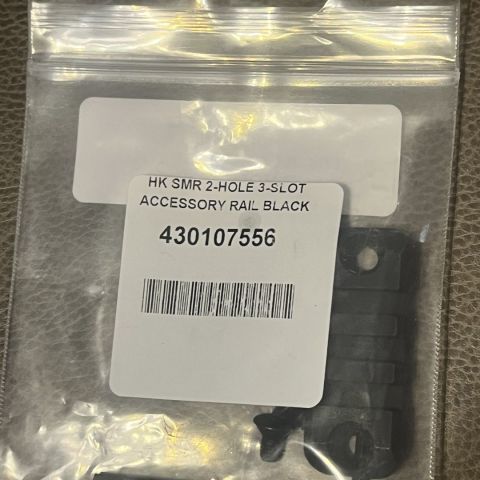 HK SMR 2-HOLE 3-SLOT
ACCESSORY RAIL BLACK
430107556